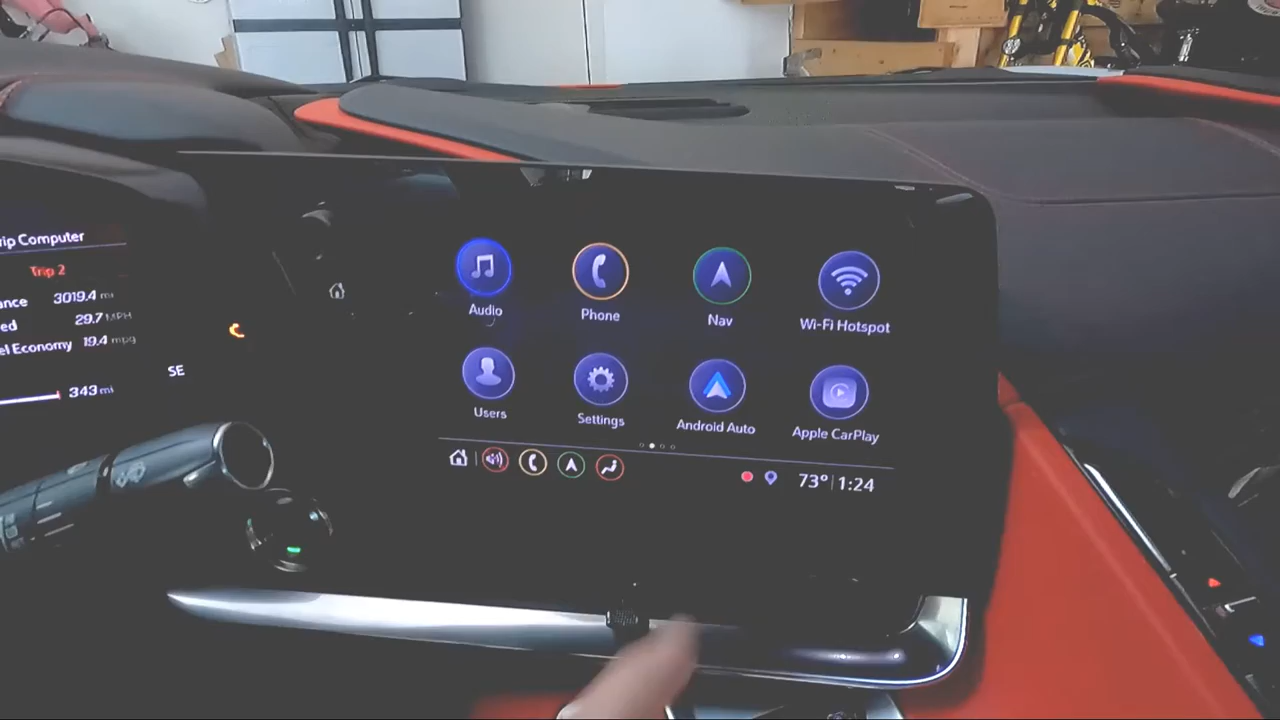 ip Computer
Trip 2
ance 3019.4 mi
ed 29.7 MPH
el Economy 19.4 mpg
343 mi
SE
Audio
Phone
Nav
Wi-Fi Hotspot
Users
Settings
Android Auto
Apple CarPlay
73° 1:24